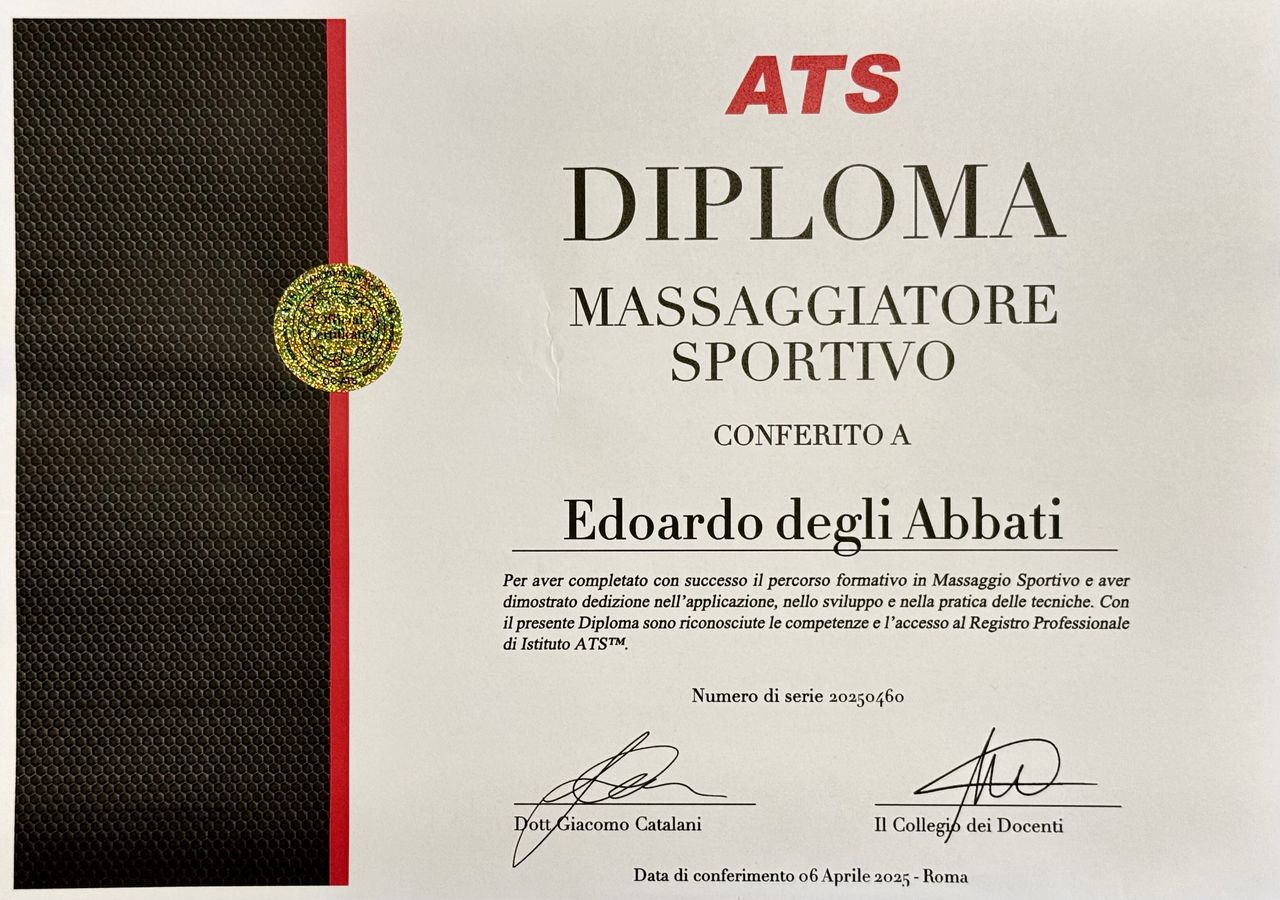 ATS
DIPLOMA
MASSAGGIATORE
SPORTIVO
CONFERITO A
Edoardo degli Abbati
Per aver completato con successo il percorso formativo in Massaggio Sportivo e aver
dimostrato dedizione nell'applicazione, nello sviluppo e nella pratica delle tecniche. Con
il presente Diploma sono riconosciute le competenze e l'accesso al Registro Professionale
di Istituto ATS™.
Numero di serie 20250460
Dott Giacomo Catalani
Il Collegio dei Docenti
Data di conferimento 06 Aprile 2025 - Roma